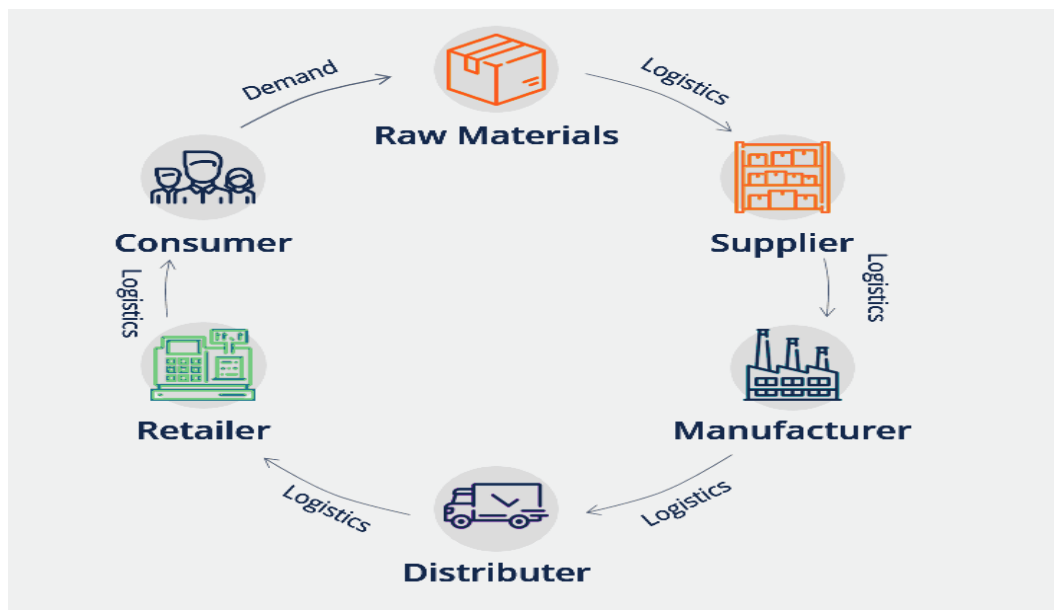 Demand
Raw Materials
Logistics
Supplier
Logistics
Manufacturer
Logistics
Distributer
Logistics
Retailer
Logistics
Consumer